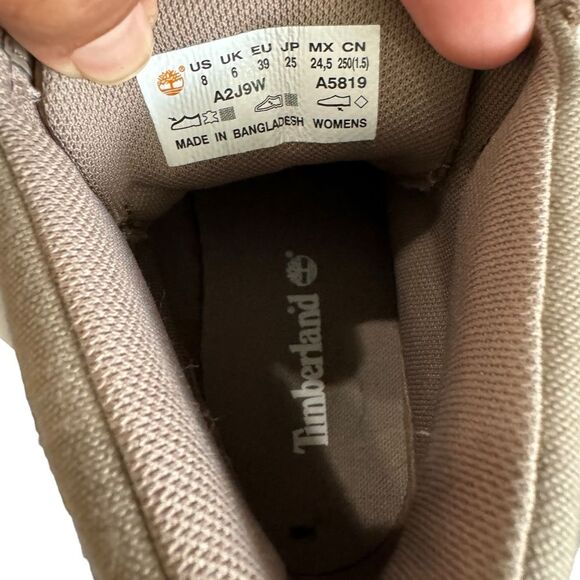 US UK EU JP MX CN
8 6 39 25 24,5 250(1.5)
A2J9W A5819
MADE IN BANGLADESH WOMENS
Timberland